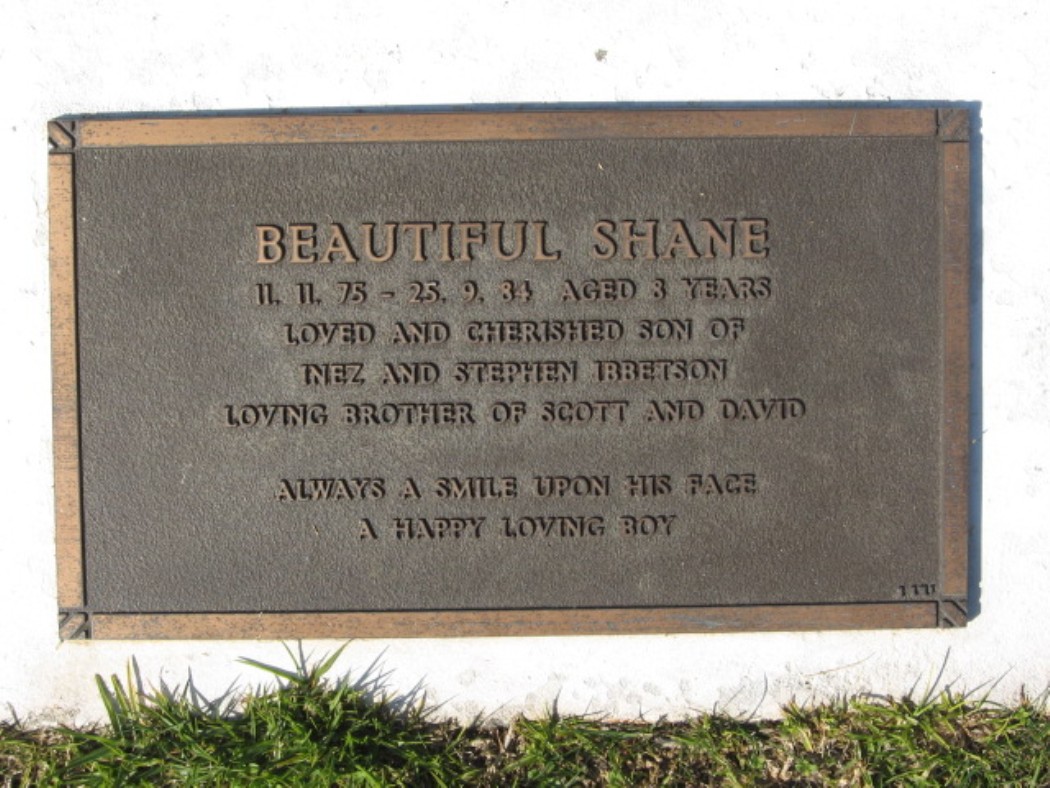 BEAUTIFUL SHANE
11. 11. 75 - 25. 9. 84 AGED 8 YEARS
LOVED AND CHERISHED SON OF
INEZ AND STEPHEN IBBETSON
LOVING BROTHER OF SCOTT AND DAVID
ALWAYS A SMILE UPON HIS FACE
A HAPPY LOVING BOY